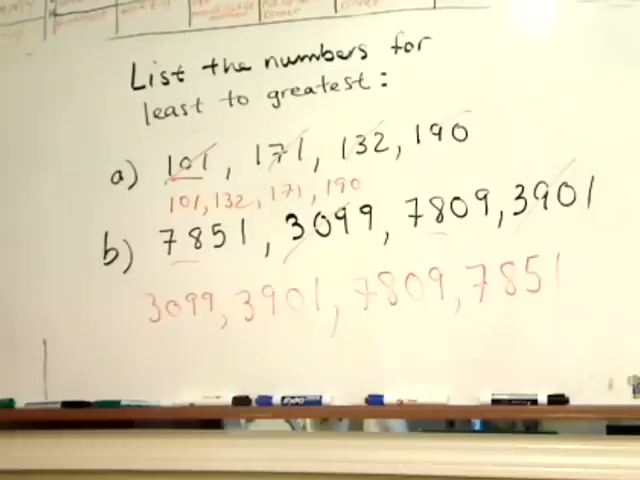 List the numbers for
least to greatest:
a) 101, 171, 132, 190
101, 132, 171, 190
b) 7851, 3099, 7809, 3901
3099, 3901, 7809, 7851